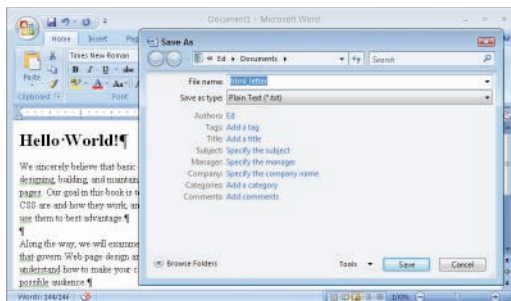 Document1 - Microsoft Word
Home Insert Pag
Paste
Times New Roman
B I U abc
Clipboard
Font
Hello World!¶
We sincerely believe that basic
designing, building, and maintain
pages. Our goal in this book is t
CSS are and how they work, an
use them to best advantage.¶
¶
Along the way, we will examine
that govern Web page design an
understand how to make your c
possible audience.¶
Words: 144/146
100%
Save As
Ed Documents
Search
File name: html_letter
Save as type: Plain Text (*.txt)
Authors: Ed
Tags: Add a tag
Title: Add a title
Subject: Specify the subject
Manager: Specify the manager
Company: Specify the company name
Categories: Add a category
Comments: Add comments
Browse Folders
Tools Save Cancel